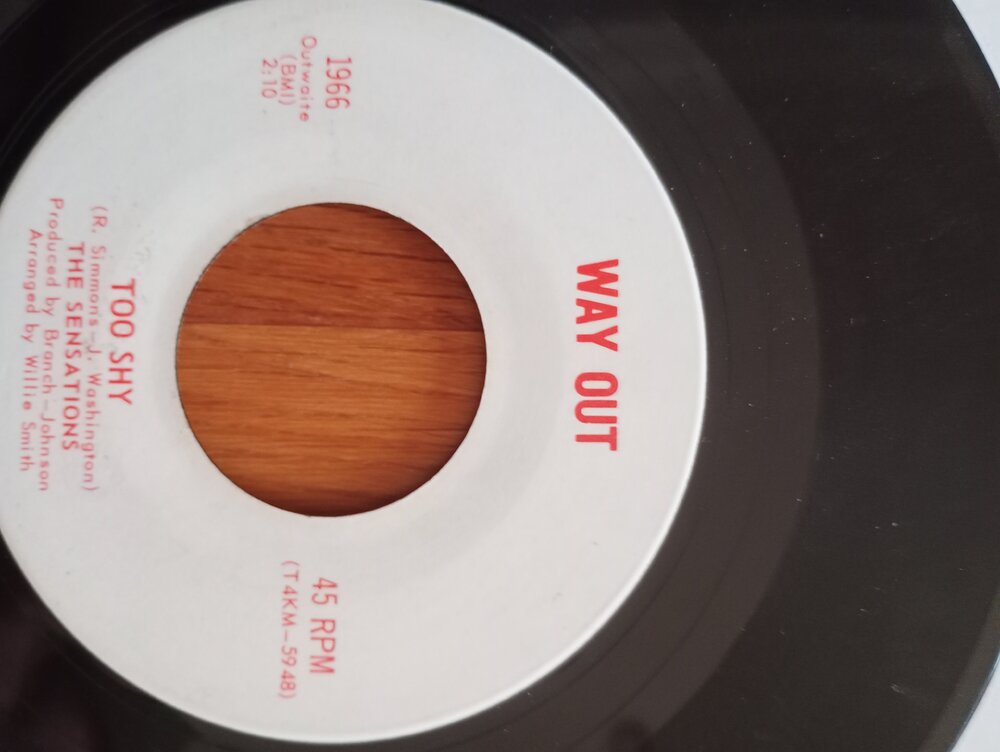 WAY OUT
1966
Outwaite
(BMI)
2:10
45 RPM
(T4KM-5948)
TOO SHY
(R. Simmons-J. Washington)
THE SENSATIONS
Produced by Branch-Johnson
Arranged by Willie Smith